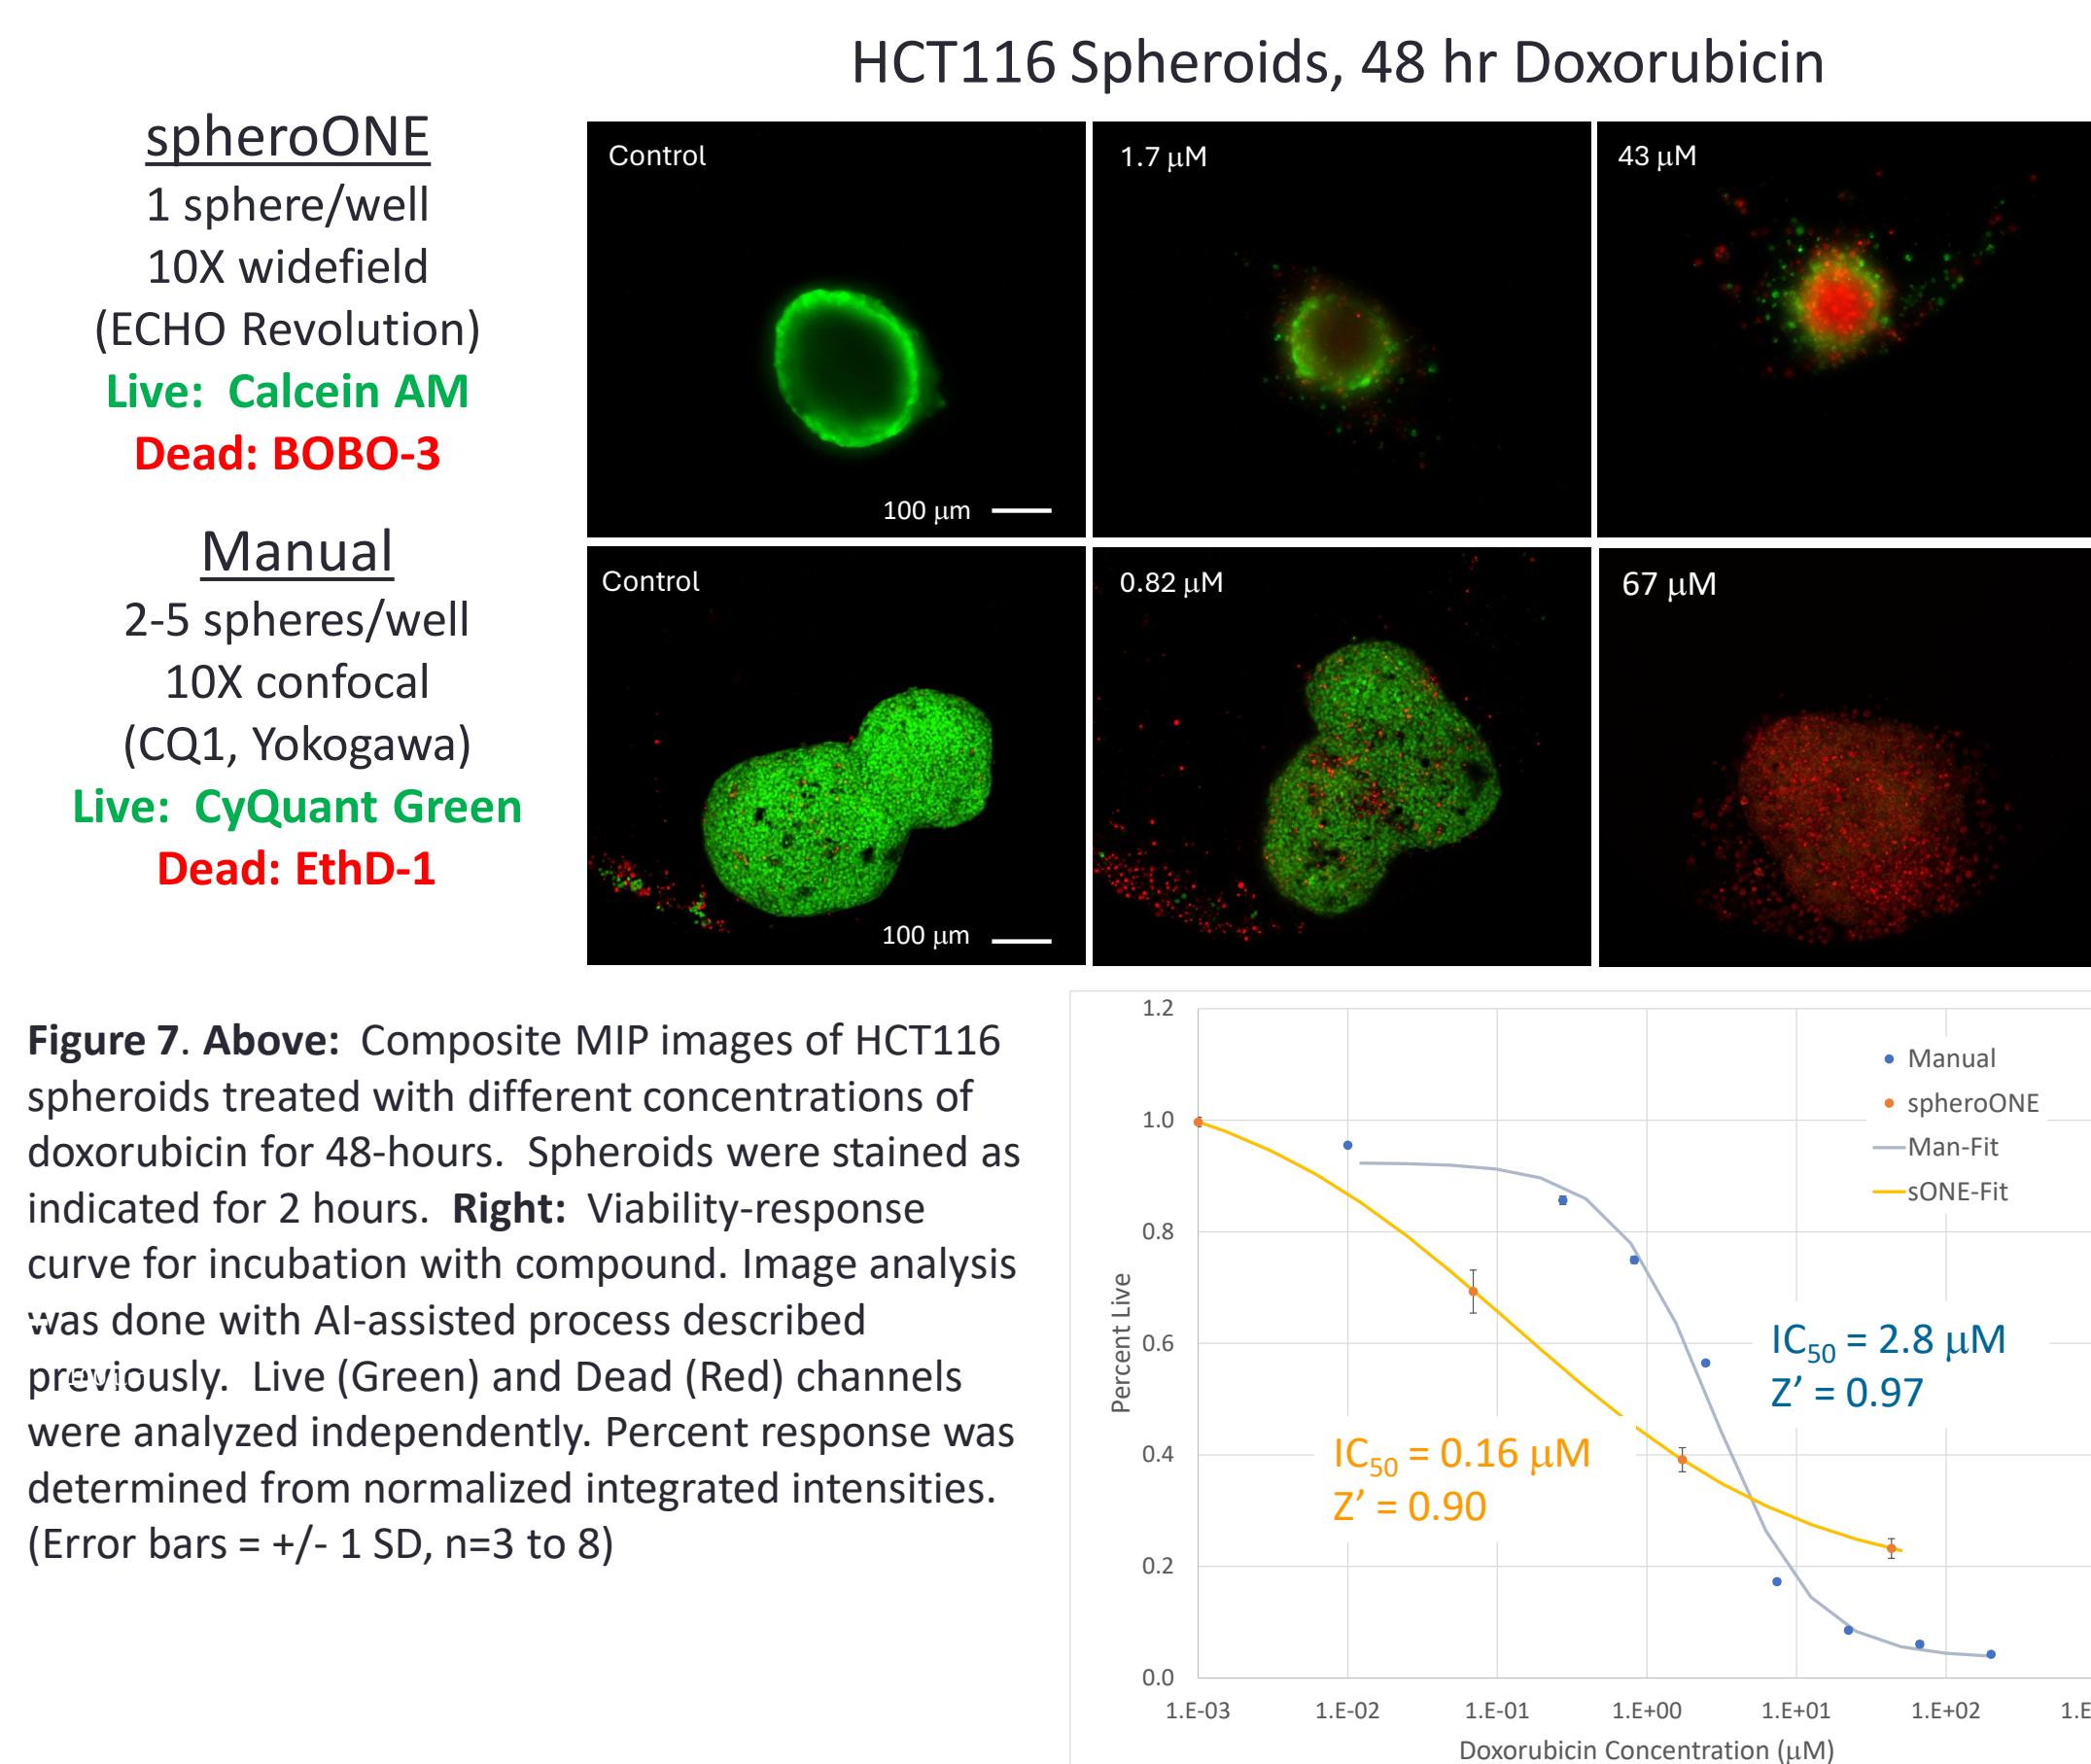 HCT116 Spheroids, 48 hr Doxorubicin
spheroONE
1 sphere/well
10X widefield
(ECHO Revolution)
Live: Calcein AM
Dead: BOBO-3
Manual
2-5 spheres/well
10X confocal
(CQ1, Yokogawa)
Live: CyQuant Green
Dead: EthD-1
Control
1.7 μM
43 μM
100 μm
Control
0.82 μM
67 μM
100 μm
Figure 7. Above: Composite MIP images of HCT116
spheroids treated with different concentrations of
doxorubicin for 48-hours. Spheroids were stained as
indicated for 2 hours. Right: Viability-response
curve for incubation with compound. Image analysis
was done with AI-assisted process described
previously. Live (Green) and Dead (Red) channels
were analyzed independently. Percent response was
determined from normalized integrated intensities.
(Error bars = +/- 1 SD, n=3 to 8)
1.2
1.0
0.8
0.6
0.4
0.2
0.0
Percent Live
Manual
spheroONE
Man-Fit
sONE-Fit
IC50 = 2.8 μM
Z’ = 0.97
IC50 = 0.16 μM
Z’ = 0.90
1.E-03 1.E-02 1.E-01 1.E+00 1.E+01 1.E+02 1.E
Doxorubicin Concentration (μM)